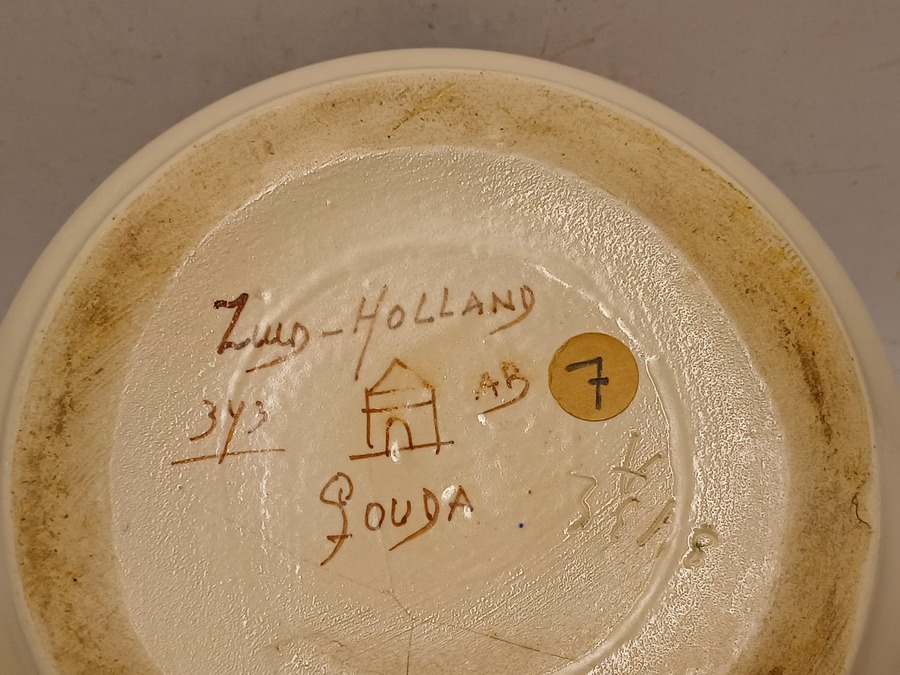 ZUID-HOLLAND
AB
7
343
GOUDA